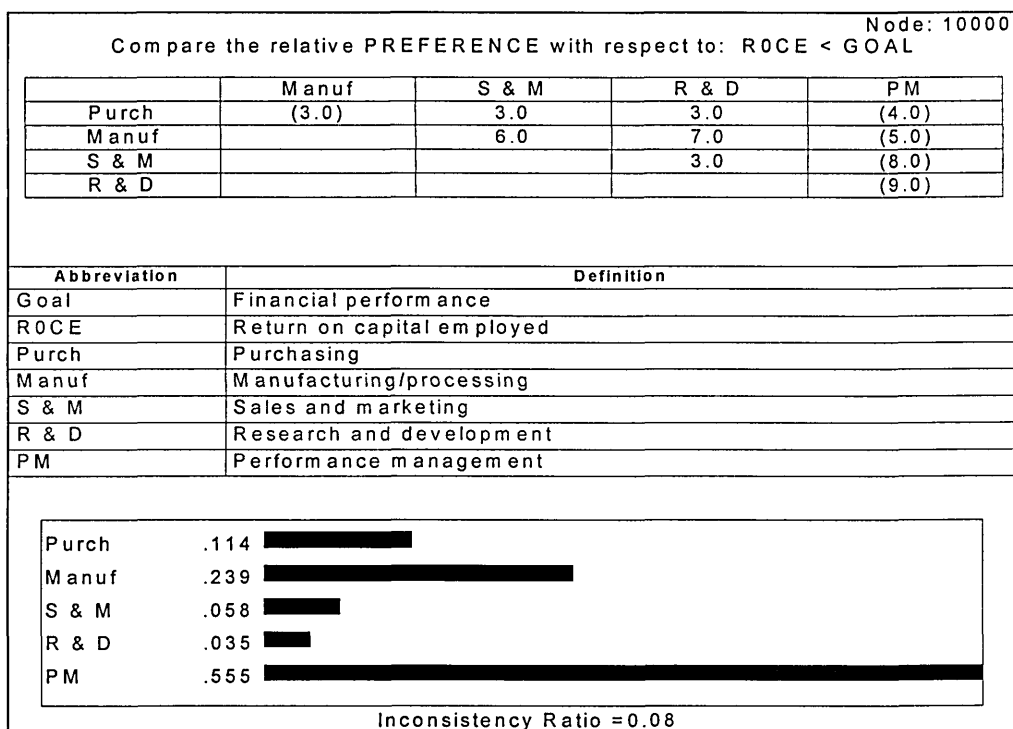 Node: 10000
Compare the relative PREFERENCE with respect to: R0CE < GOAL
Manuf S & M R & D PM
Purch (3.0) 3.0 3.0 (4.0)
Manuf 6.0 7.0 (5.0)
S & M 3.0 (8.0)
R & D (9.0)
Abbreviation Definition
Goal Financial performance
R0CE Return on capital employed
Purch Purchasing
Manuf Manufacturing/processing
S & M Sales and marketing
R & D Research and development
PM Performance management
Purch .114
Manuf .239
S & M .058
R & D .035
PM .555
Inconsistency Ratio =0.08